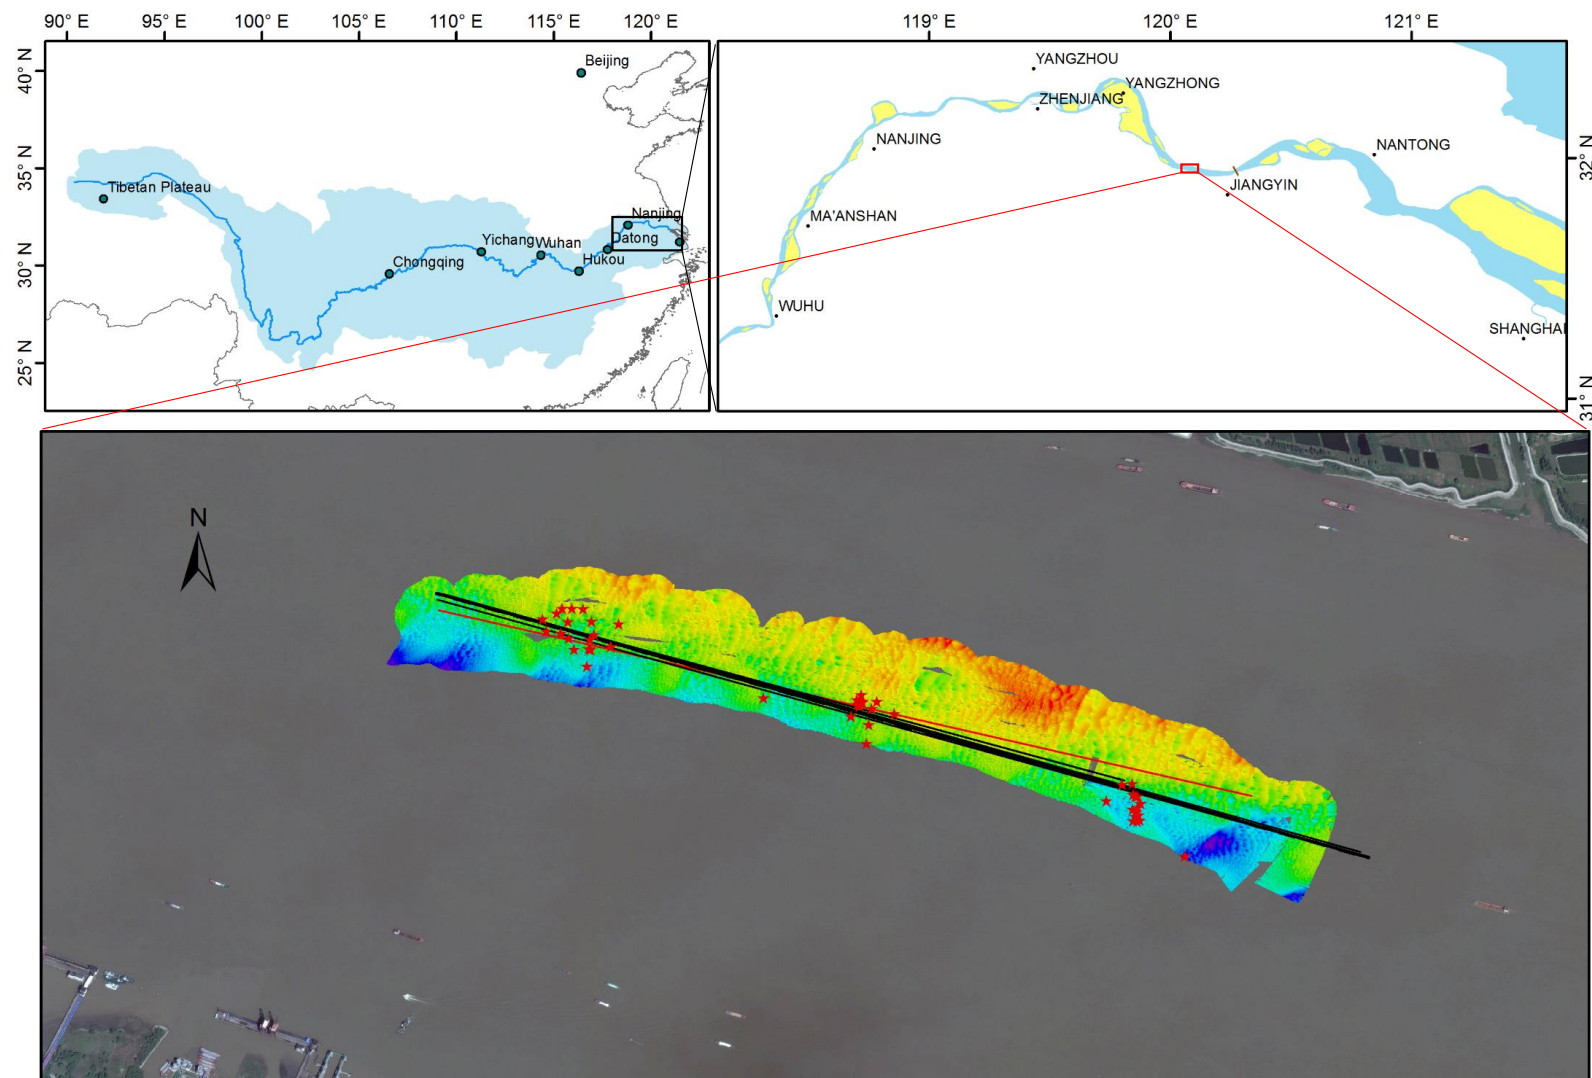 90° E 95° E 100° E 105° E 110° E 115° E 120° E
119° E 120° E 121° E
40° N
35° N
30° N
25° N
Beijing
Tibetan Plateau
Nanjing
Yichang
Wuhan
Datong
Hukou
Chongqing
YANGZHOU
YANGZHONG
ZHENJIANG
NANJING
NANTONG
JIANGYIN
MA'ANSHAN
WUHU
SHANGHAI
32° N
31° N
N